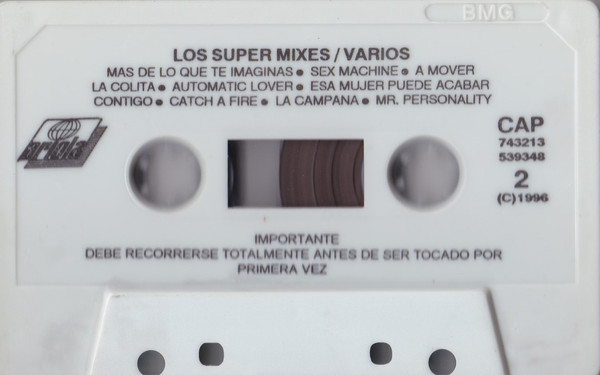 BMG
LOS SUPER MIXES/VARIOS
MAS DE LO QUE TE IMAGINAS● SEX MACHINE● A MOVER
LA COLITA● AUTOMATIC LOVER● ESA MUJER PUEDE ACABAR
CONTIGO● CATCH A FIRE● LA CAMPANA● MR. PERSONALITY
ariola
CAP
743213
539348
2
(C)1996
IMPORTANTE
DEBE RECORRERSE TOTALMENTE ANTES DE SER TOCADO POR
PRIMERA VEZ